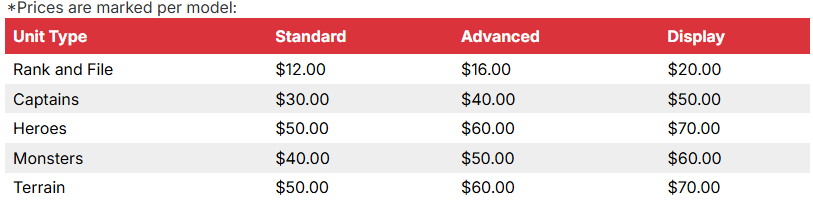 *Prices are marked per model:
Unit Type Standard Advanced Display
Rank and File $12.00 $16.00 $20.00
Captains $30.00 $40.00 $50.00
Heroes $50.00 $60.00 $70.00
Monsters $40.00 $50.00 $60.00
Terrain $50.00 $60.00 $70.00